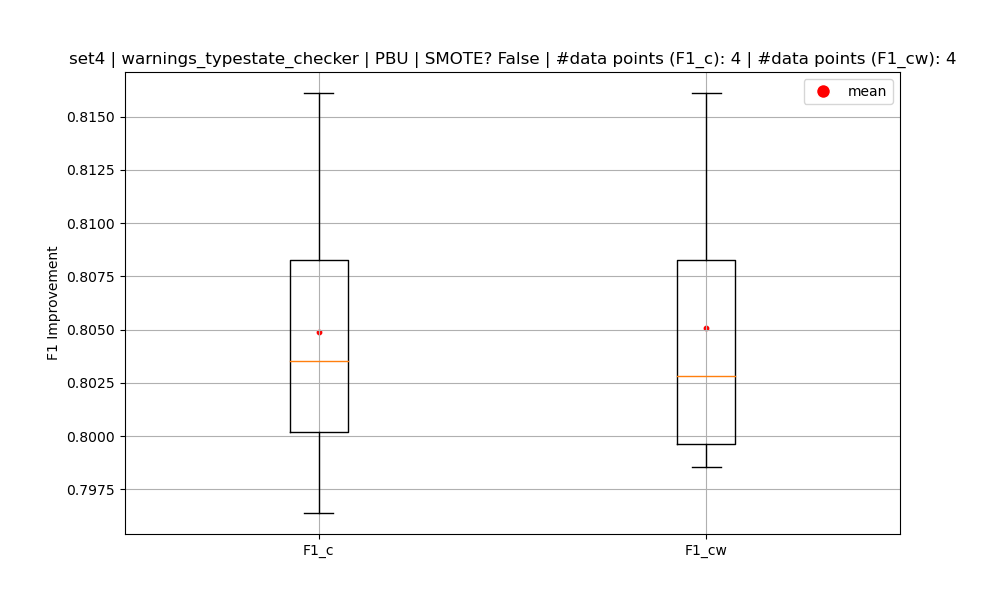 set4 | warnings_typestate_checker | PBU | SMOTE? False | #data points (F1_c): 4 | #data points (F1_cw): 4
mean
0.8150
0.8125
0.8100
0.8075
0.8050
0.8025
0.8000
0.7975
F1 Improvement
F1_c
F1_cw